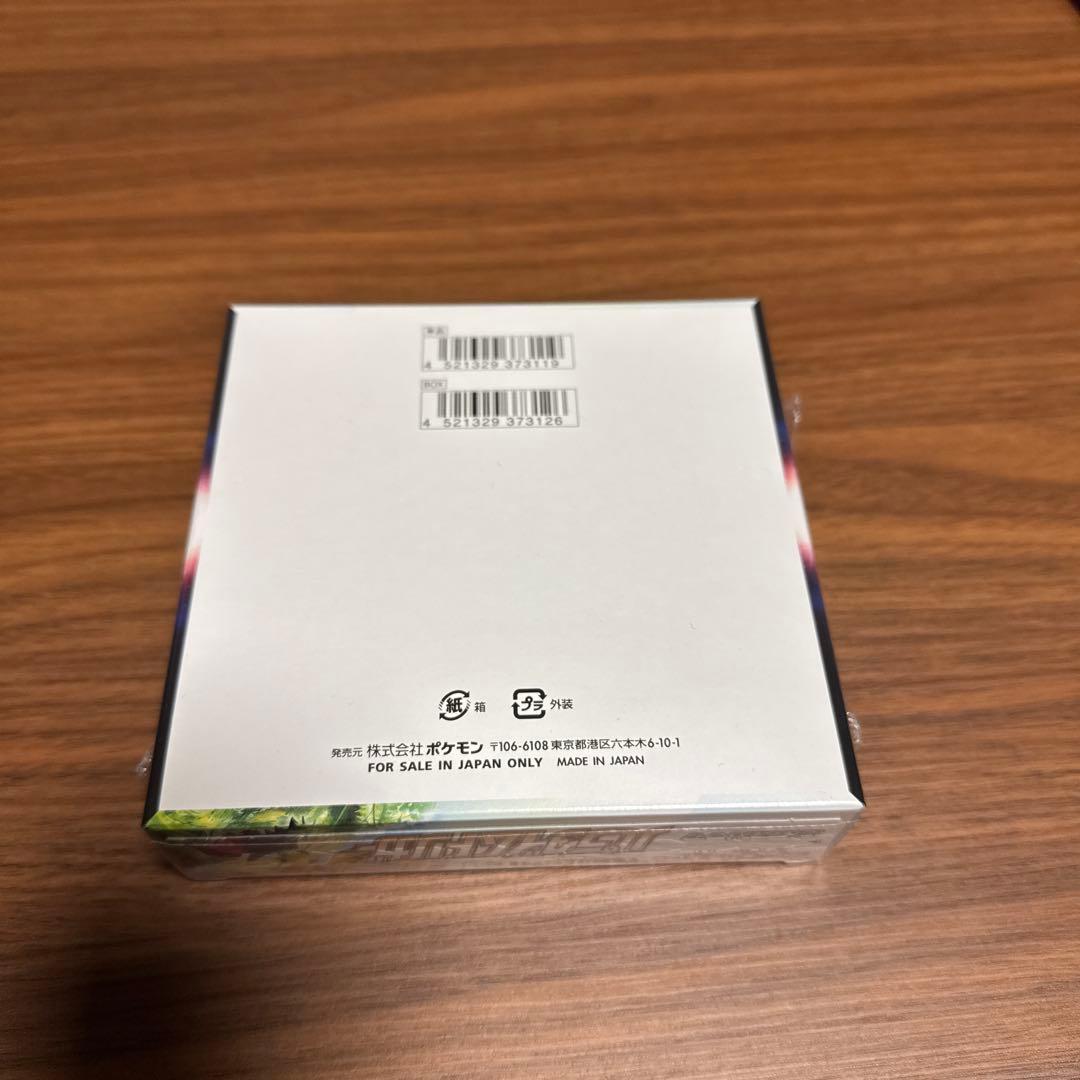 単品
4 521329 373119
BOX
4 521329 373126
紙 箱 プラ 外装
発売元 株式会社ポケモン 〒106-6108 東京都港区六本木6-10-1
FOR SALE IN JAPAN ONLY MADE IN JAPAN